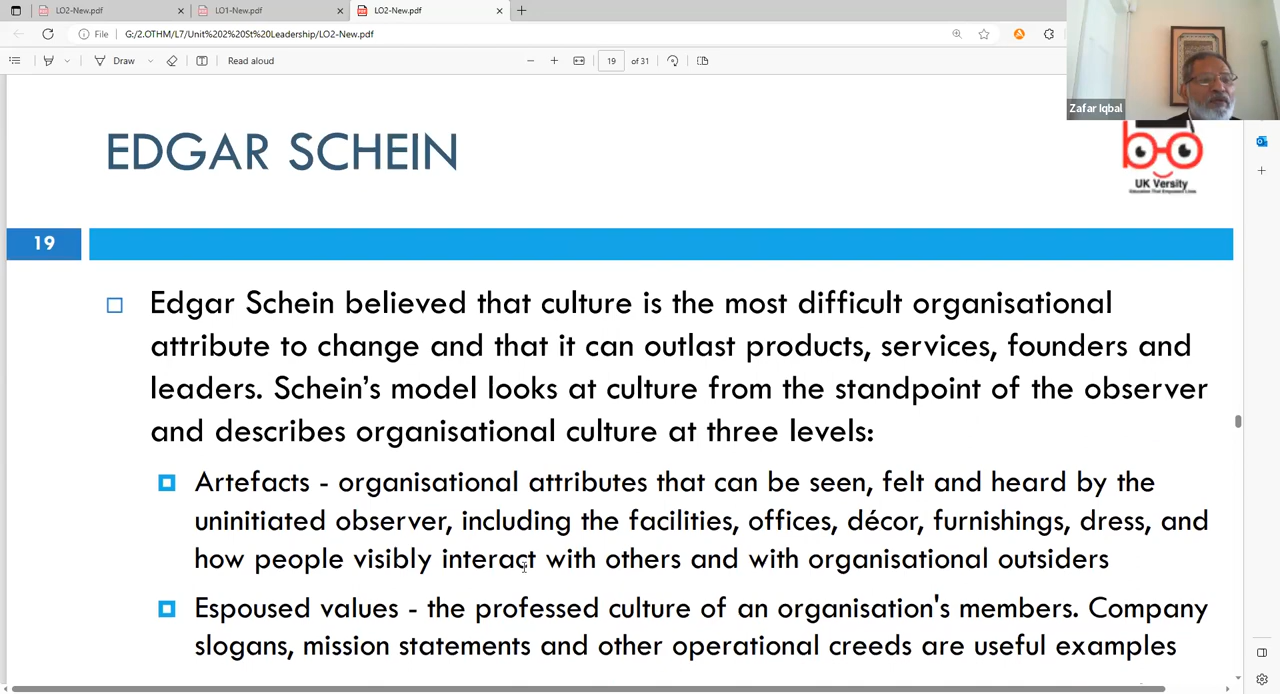 LO2-New.pdf
LO1-New.pdf
LO2-New.pdf
File G:/2.OTHM/L7/Unit%202%20St%20Leadership/LO2-New.pdf
Draw
Read aloud
19 of 31
Zafar Iqbal
EDGAR SCHEIN
UK Versity
Education That Empowers Lives
19
Edgar Schein believed that culture is the most difficult organisational
attribute to change and that it can outlast products, services, founders and
leaders. Schein's model looks at culture from the standpoint of the observer
and describes organisational culture at three levels:
Artefacts - organisational attributes that can be seen, felt and heard by the
uninitiated observer, including the facilities, offices, décor, furnishings, dress, and
how people visibly interact with others and with organisational outsiders
Espoused values - the professed culture of an organisation's members. Company
slogans, mission statements and other operational creeds are useful examples